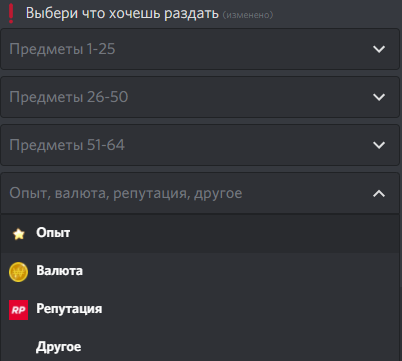 Выбери что хочешь раздать (изменено)
Предметы 1-25
Предметы 26-50
Предметы 51-64
Опыт, валюта, репутация, другое
Опыт
Валюта
RP Репутация
Другое